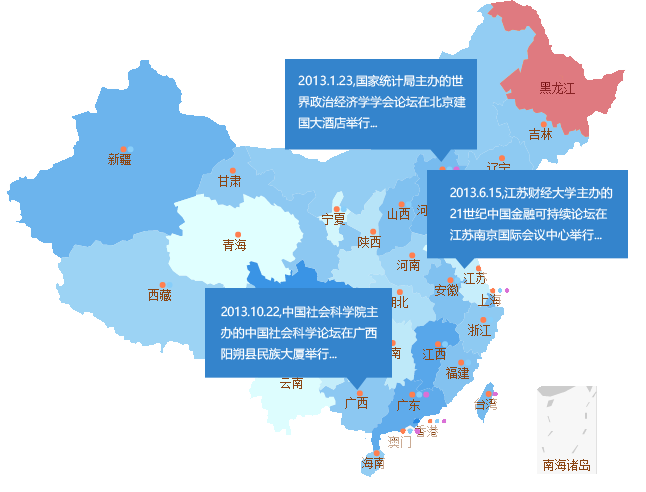 黑龙江
2013.1.23,国家统计局主办的世
界政治经济学学会论坛在北京建
国大酒店举行...
吉林
新疆
辽宁
甘肃
2013.6.15,江苏财经大学主办的
21世纪中国金融可持续论坛在
江苏南京国际会议中心举行...
宁夏
山西
河
陕西
青海
河南
江苏
西藏
安徽
上海
2013.10.22,中国社会科学院主
办的中国社会科学论坛在广西
阳朔县民族大厦举行...
湖北
浙江
南
江西
福建
云南
广西
广东
台湾
香港
澳门
海南
南海诸岛